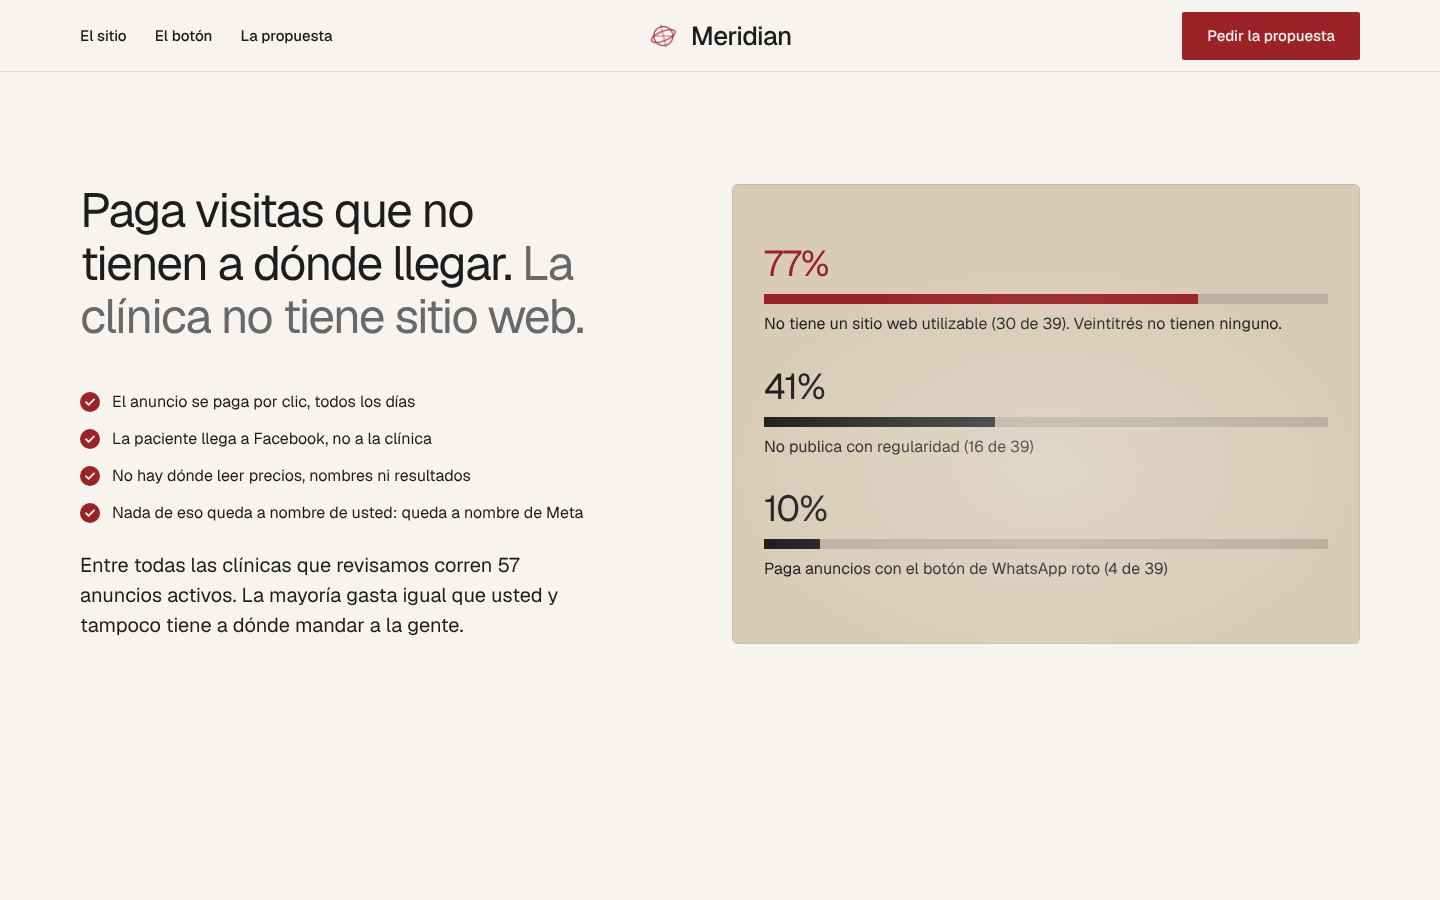 El sitio
El botón
La propuesta
Meridian
Pedir la propuesta
Paga visitas que no
tienen a dónde llegar. La
clínica no tiene sitio web.
El anuncio se paga por clic, todos los días
La paciente llega a Facebook, no a la clínica
No hay dónde leer precios, nombres ni resultados
Nada de eso queda a nombre de usted: queda a nombre de Meta
Entre todas las clínicas que revisamos corren 57
anuncios activos. La mayoría gasta igual que usted y
tampoco tiene a dónde mandar a la gente.
77%
No tiene un sitio web utilizable (30 de 39). Veintitrés no tienen ninguno.
41%
No publica con regularidad (16 de 39)
10%
Paga anuncios con el botón de WhatsApp roto (4 de 39)